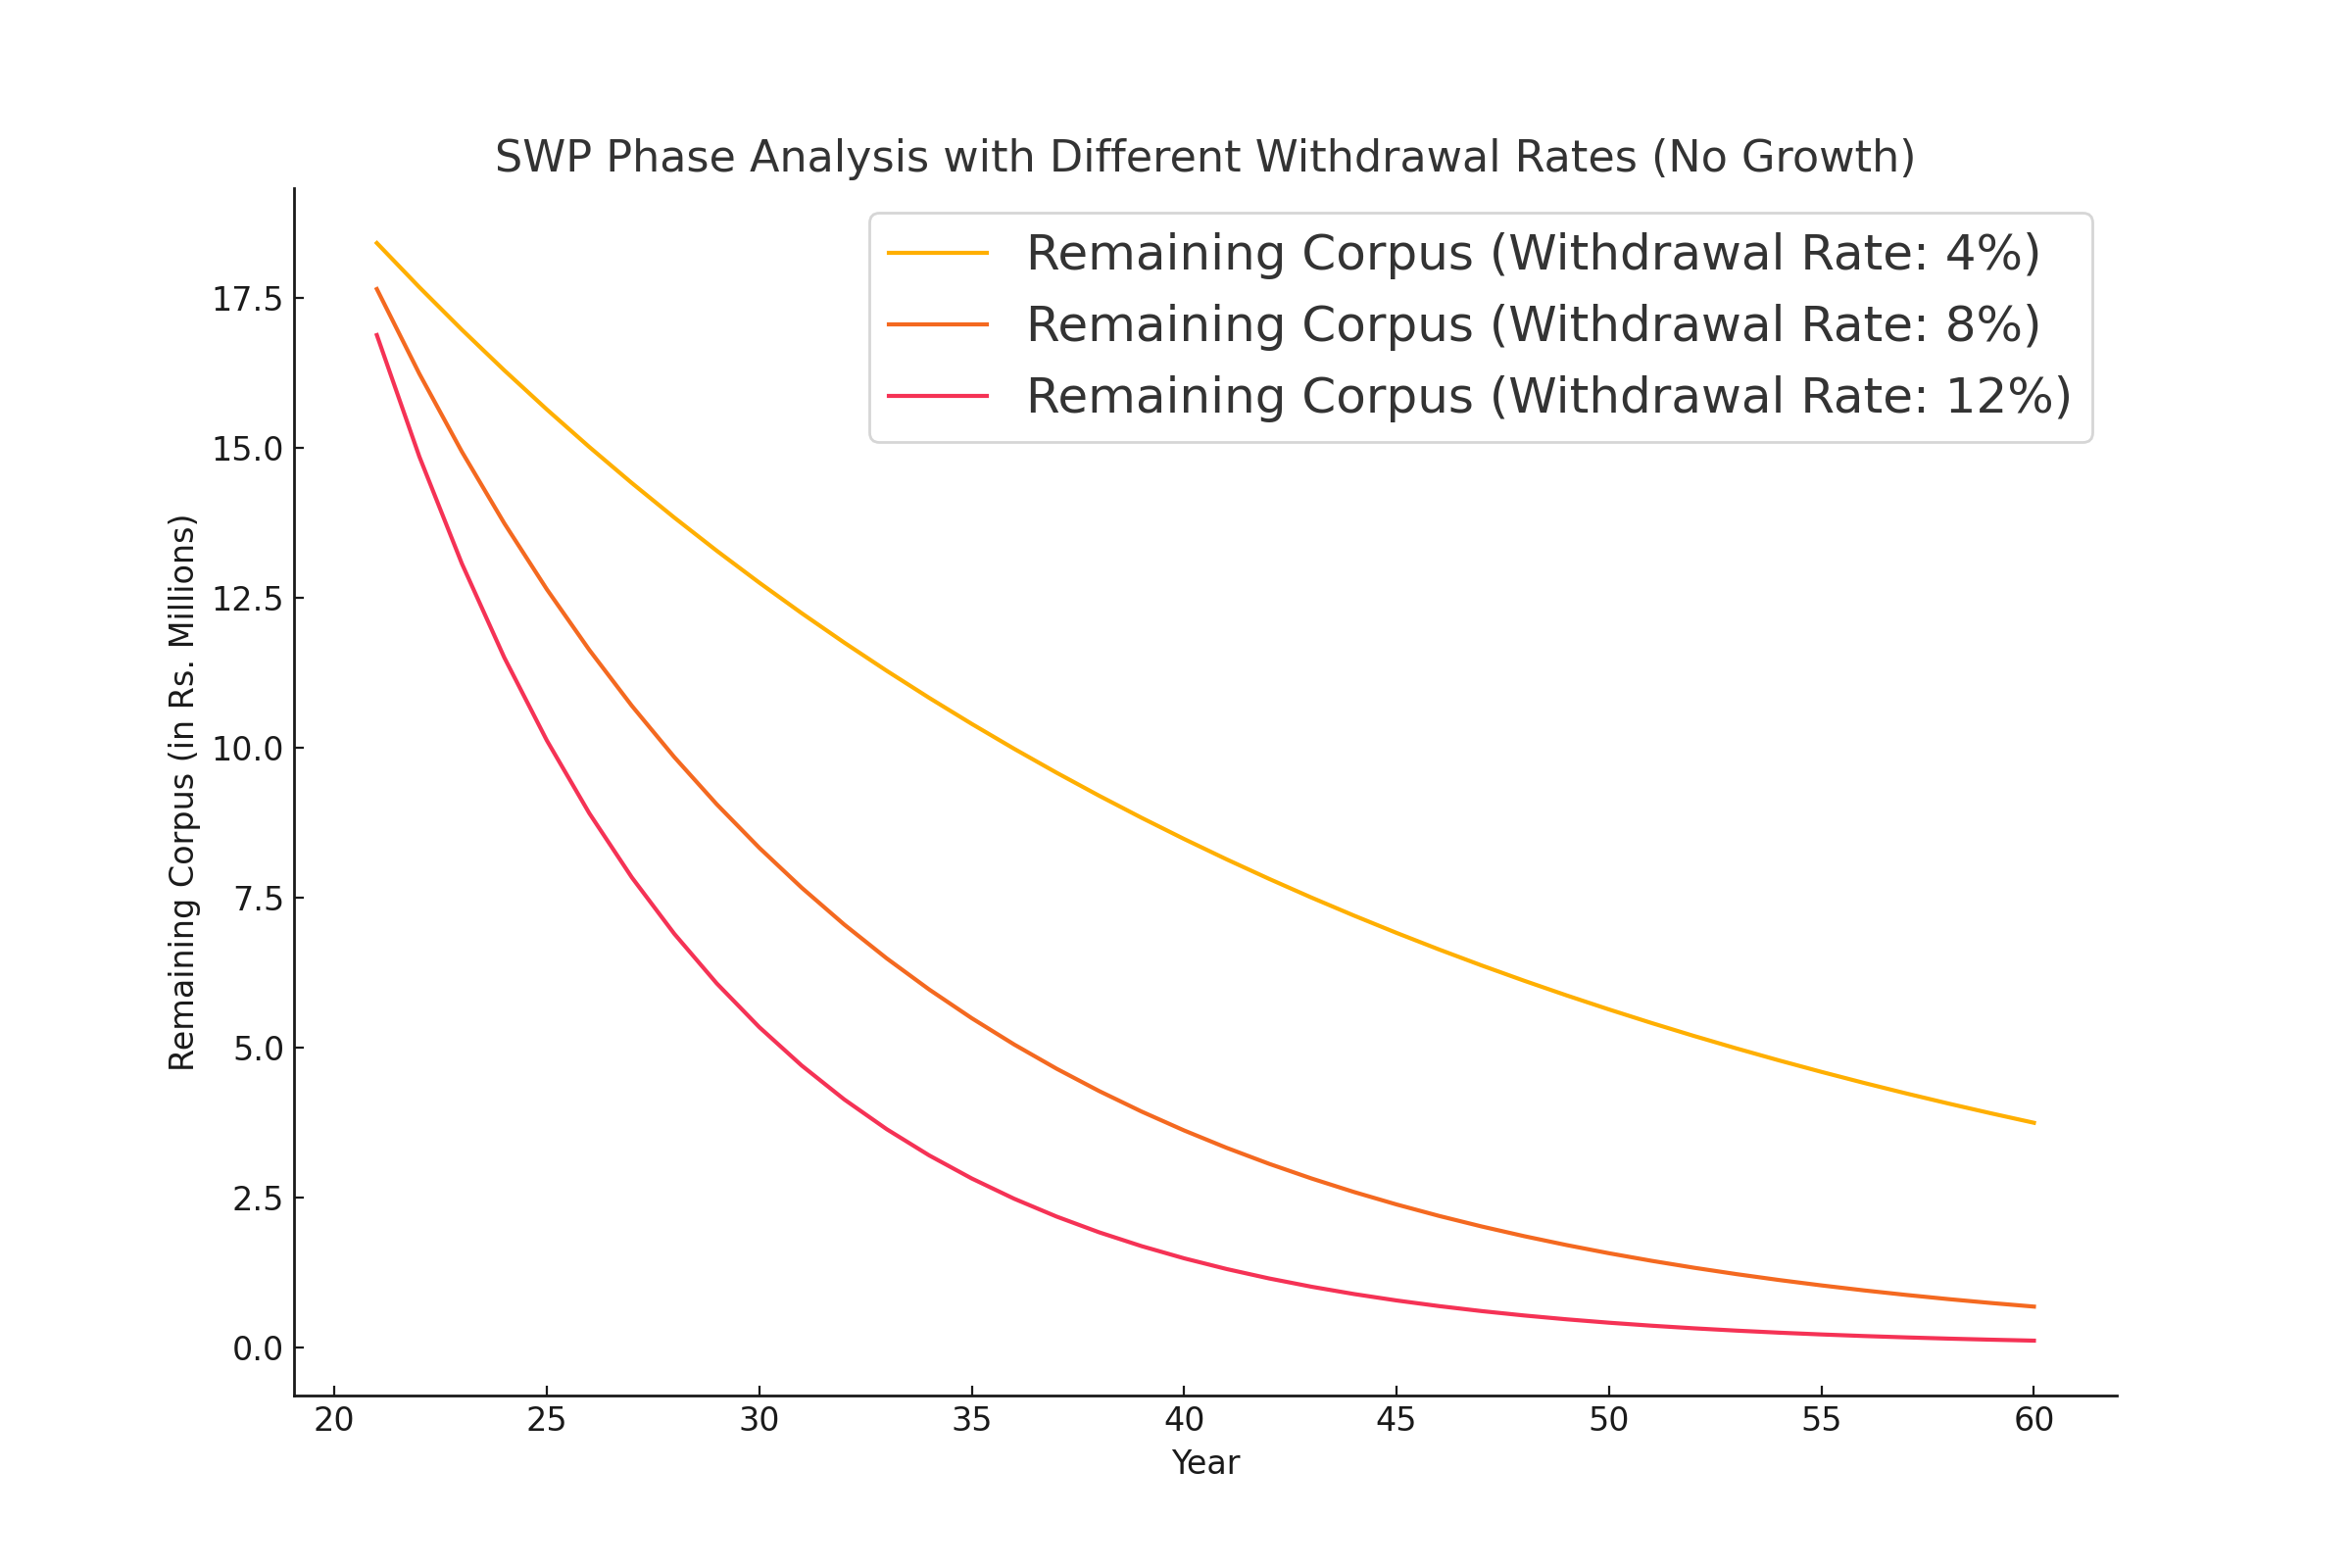 SWP Phase Analysis with Different Withdrawal Rates (No Growth)
Remaining Corpus (Withdrawal Rate: 4%)
Remaining Corpus (Withdrawal Rate: 8%)
Remaining Corpus (Withdrawal Rate: 12%)
Remaining Corpus (in Rs. Millions)
17.5
15.0
12.5
10.0
7.5
5.0
2.5
0.0
20 25 30 35 40 45 50 55 60
Year